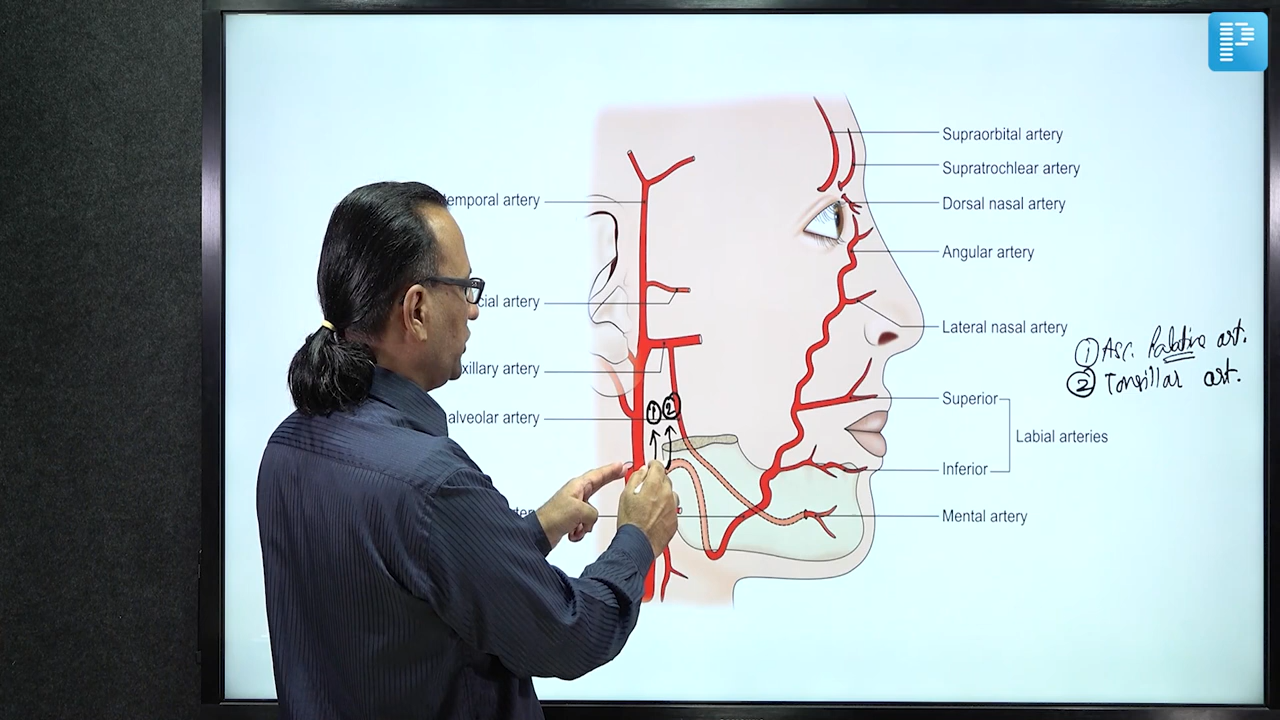 P
Supraorbital artery
Supratrochlear artery
temporal artery
Dorsal nasal artery
Angular artery
cial artery
Lateral nasal artery
① Asc. Palatine art.
xillary artery
② Tonsillar art.
Superior
alveolar artery
① ②
Labial arteries
Inferior
Mental artery